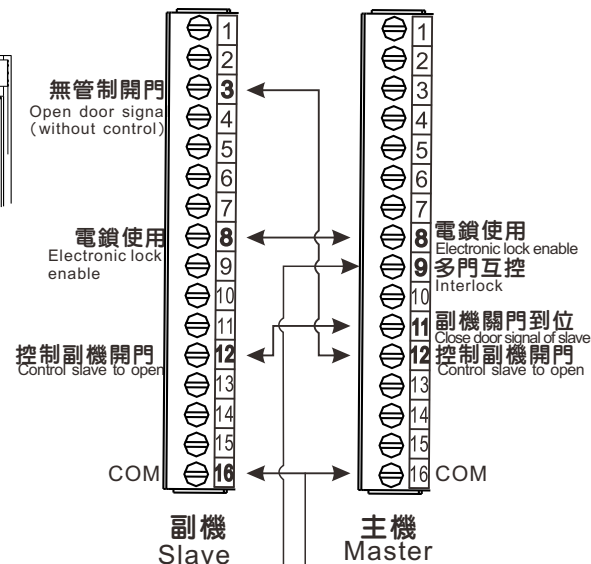 1
2
無管制開門 3
Open door signa
(without control)
4
5
6
7
電鎖使用 8
Electronic lock
enable
9
10
11
控制副機開門 12
Control slave to open
13
14
15
COM 16
副機
Slave
1
2
3
4
5
6
7
8 電鎖使用
Electronic lock enable
9 多門互控
Interlock
10
11 副機關門到位
Close door signal of slave
12 控制副機開門
Control slave to open
13
14
15
16 COM
主機
Master